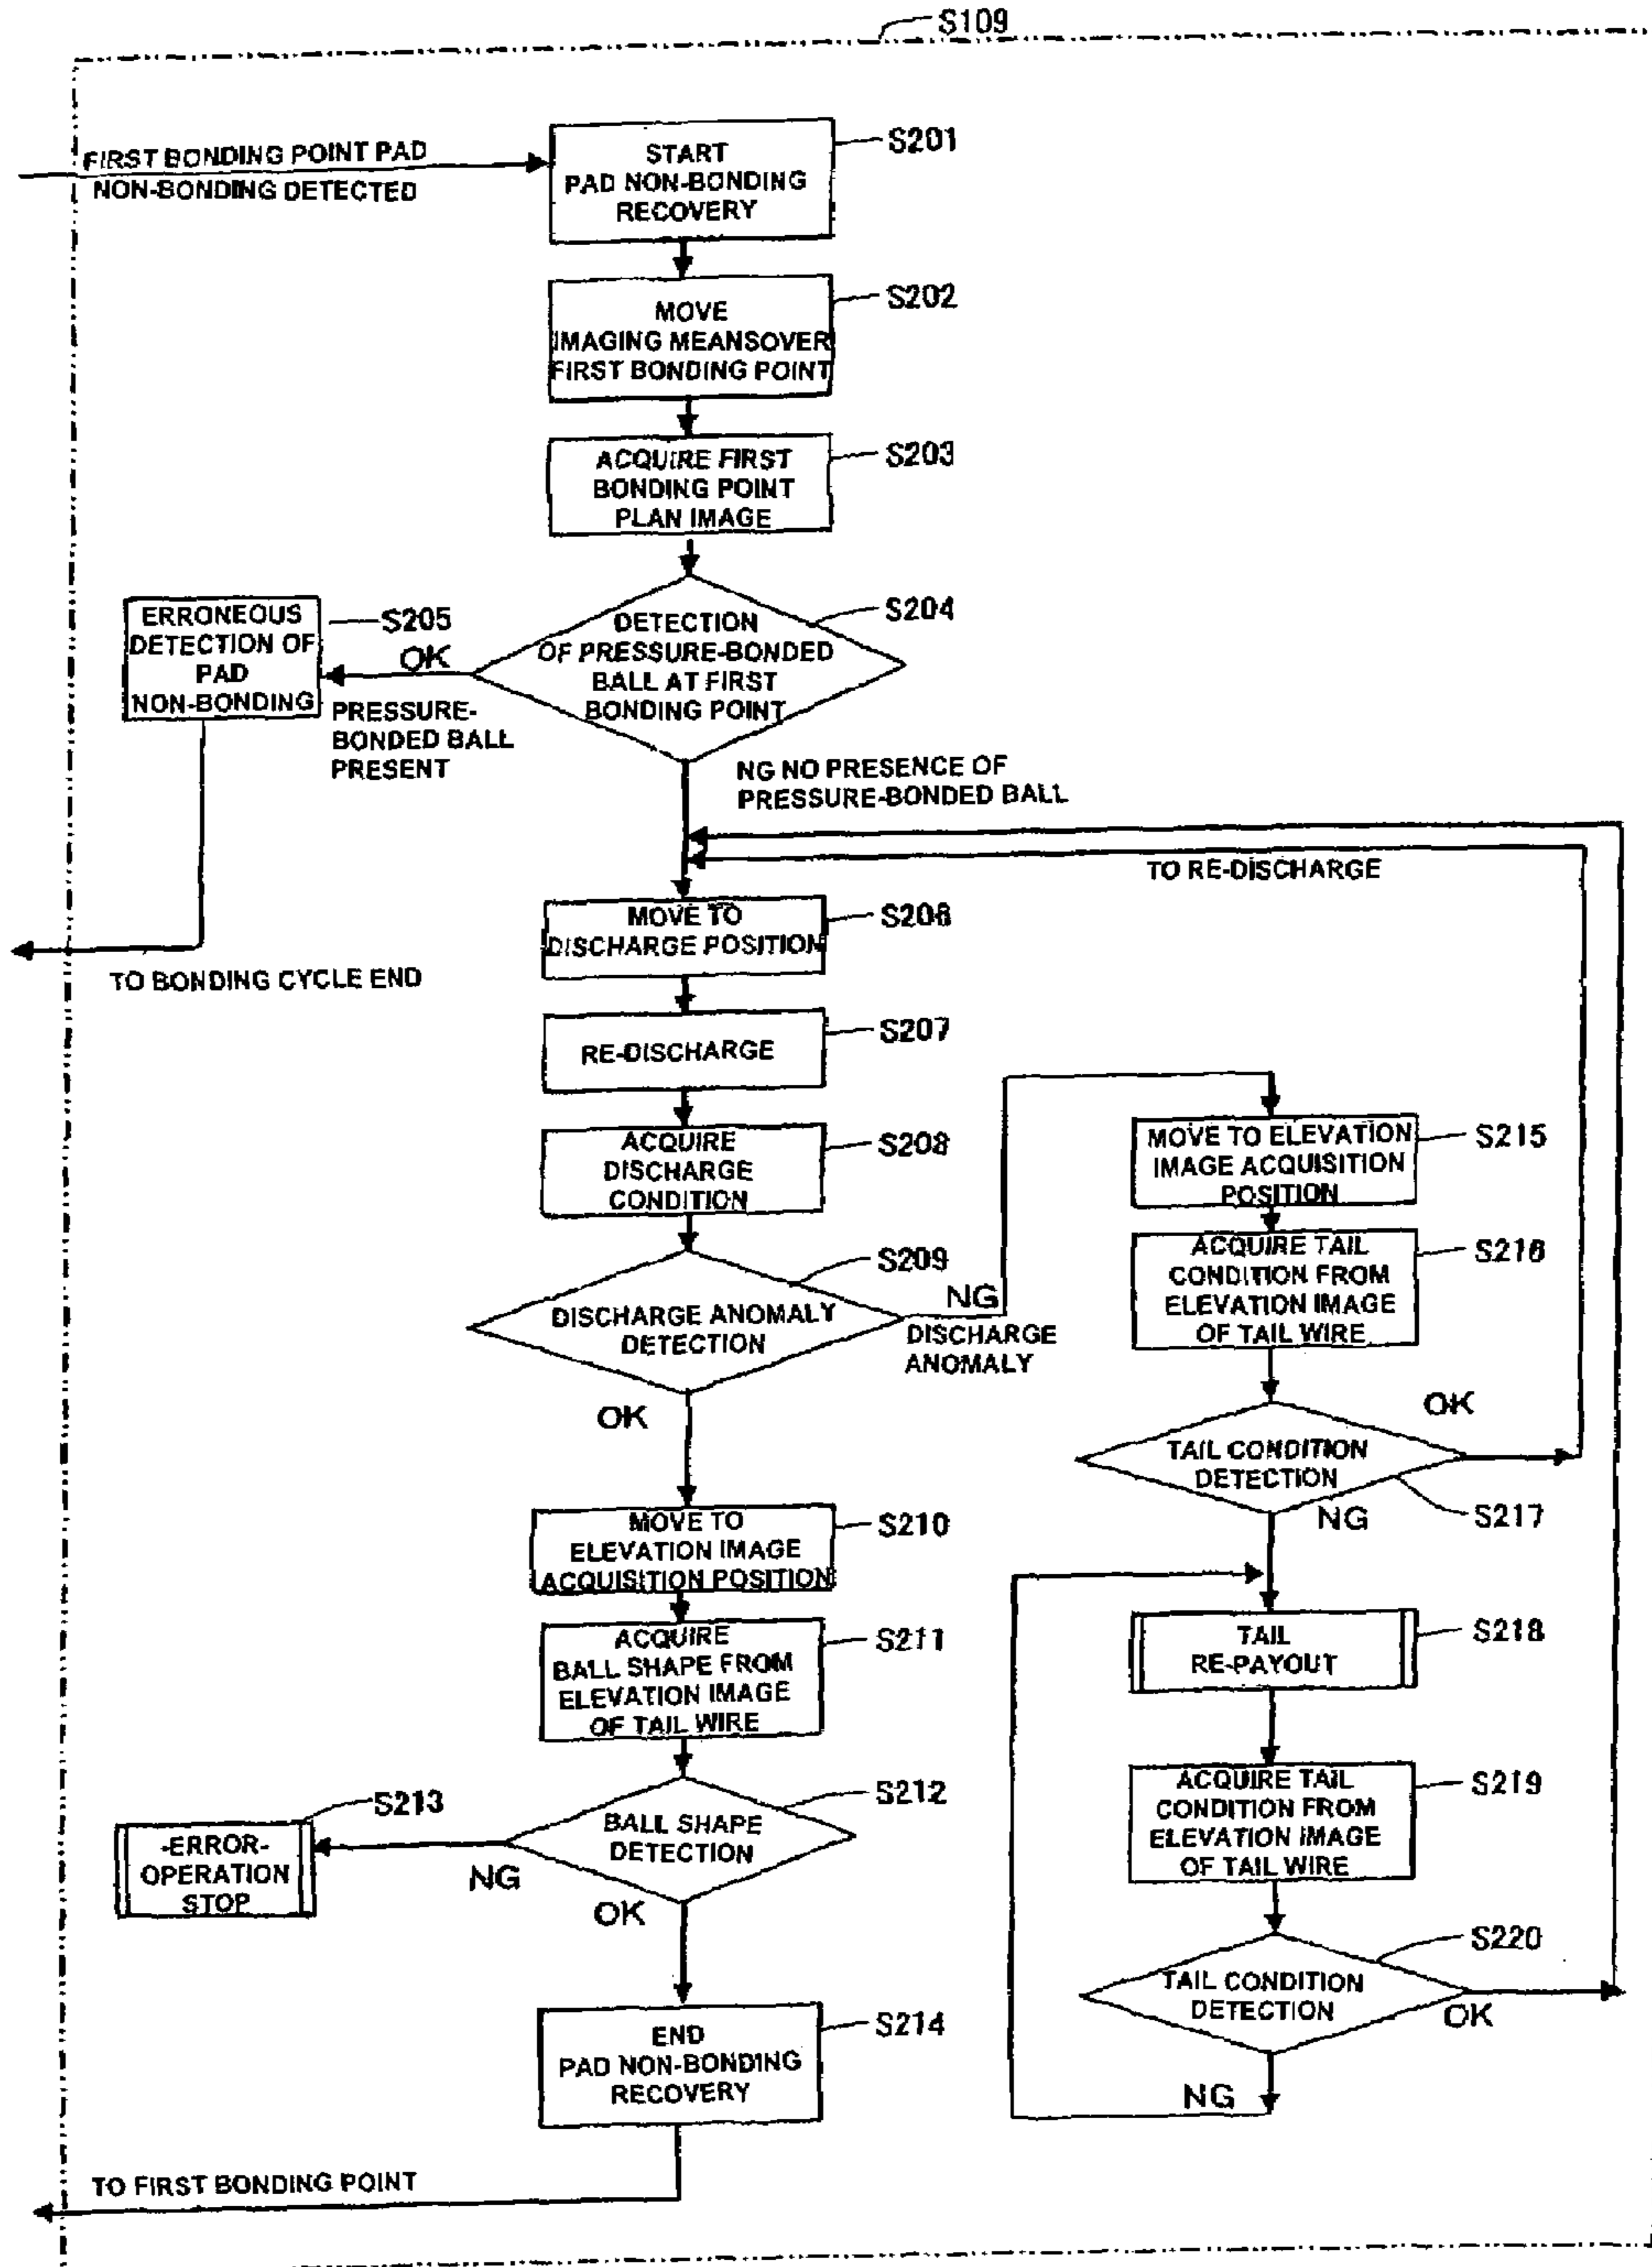 S109
FIRST BONDING POINT PAD
NON-BONDING DETECTED
START
PAD NON-BONDING
RECOVERY
S201
MOVE
IMAGING MEANSOVER
FIRST BONDING POINT
S202
ACQUIRE FIRST
BONDING POINT
PLAN IMAGE
S203
DETECTION
OF PRESSURE-BONDED
BALL AT FIRST
BONDING POINT
S204
ERRONEOUS
DETECTION OF
PAD
NON-BONDING
S205
OK
PRESSURE-
BONDED BALL
PRESENT
NG NO PRESENCE OF
PRESSURE-BONDED BALL
TO RE-DISCHARGE
TO BONDING CYCLE END
MOVE TO
DISCHARGE POSITION
S206
RE-DISCHARGE
S207
ACQUIRE
DISCHARGE
CONDITION
S208
DISCHARGE ANOMALY
DETECTION
S209
NG
DISCHARGE
ANOMALY
OK
MOVE TO
ELEVATION IMAGE
ACQUISITION POSITION
S210
ACQUIRE
BALL SHAPE FROM
ELEVATION IMAGE
OF TAIL WIRE
S211
BALL SHAPE
DETECTION
S212
NG
-ERROR-
OPERATION
STOP
S213
OK
END
PAD NON-BONDING
RECOVERY
S214
TO FIRST BONDING POINT
MOVE TO ELEVATION
IMAGE ACQUISITION
POSITION
S215
ACQUIRE TAIL
CONDITION FROM
ELEVATION IMAGE
OF TAIL WIRE
S216
TAIL CONDITION
DETECTION
OK
S217
NG
TAIL
RE-PAYOUT
S218
ACQUIRE TAIL
CONDITION FROM
ELEVATION IMAGE
OF TAIL WIRE
S219
TAIL CONDITION
DETECTION
S220
OK
NG